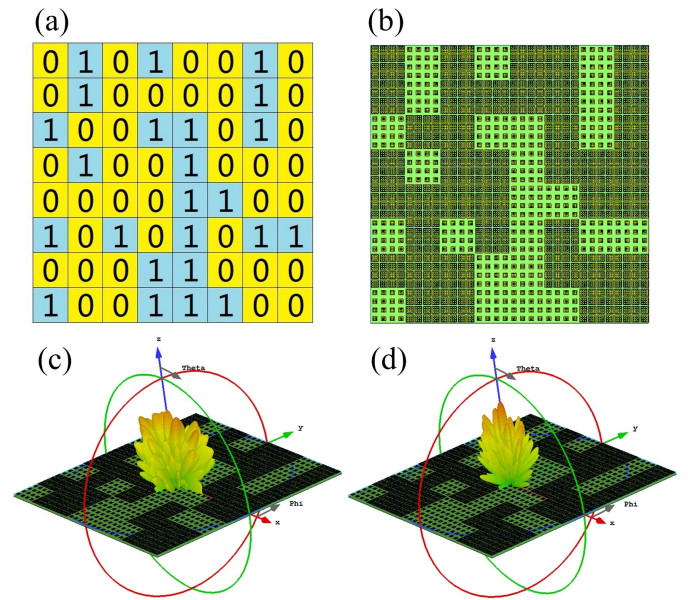 (a)
(b)
0 1 0 1 0 0 1 0
0 1 0 0 0 0 1 0
1 0 0 1 1 0 1 0
0 1 0 0 1 0 0 0
0 0 0 0 1 1 0 0
1 0 1 0 1 0 1 1
0 0 0 1 1 0 0 0
1 0 0 1 1 1 0 0
(c)
(d)
z
Theta
y
Phi
x
z
Theta
y
Phi
x